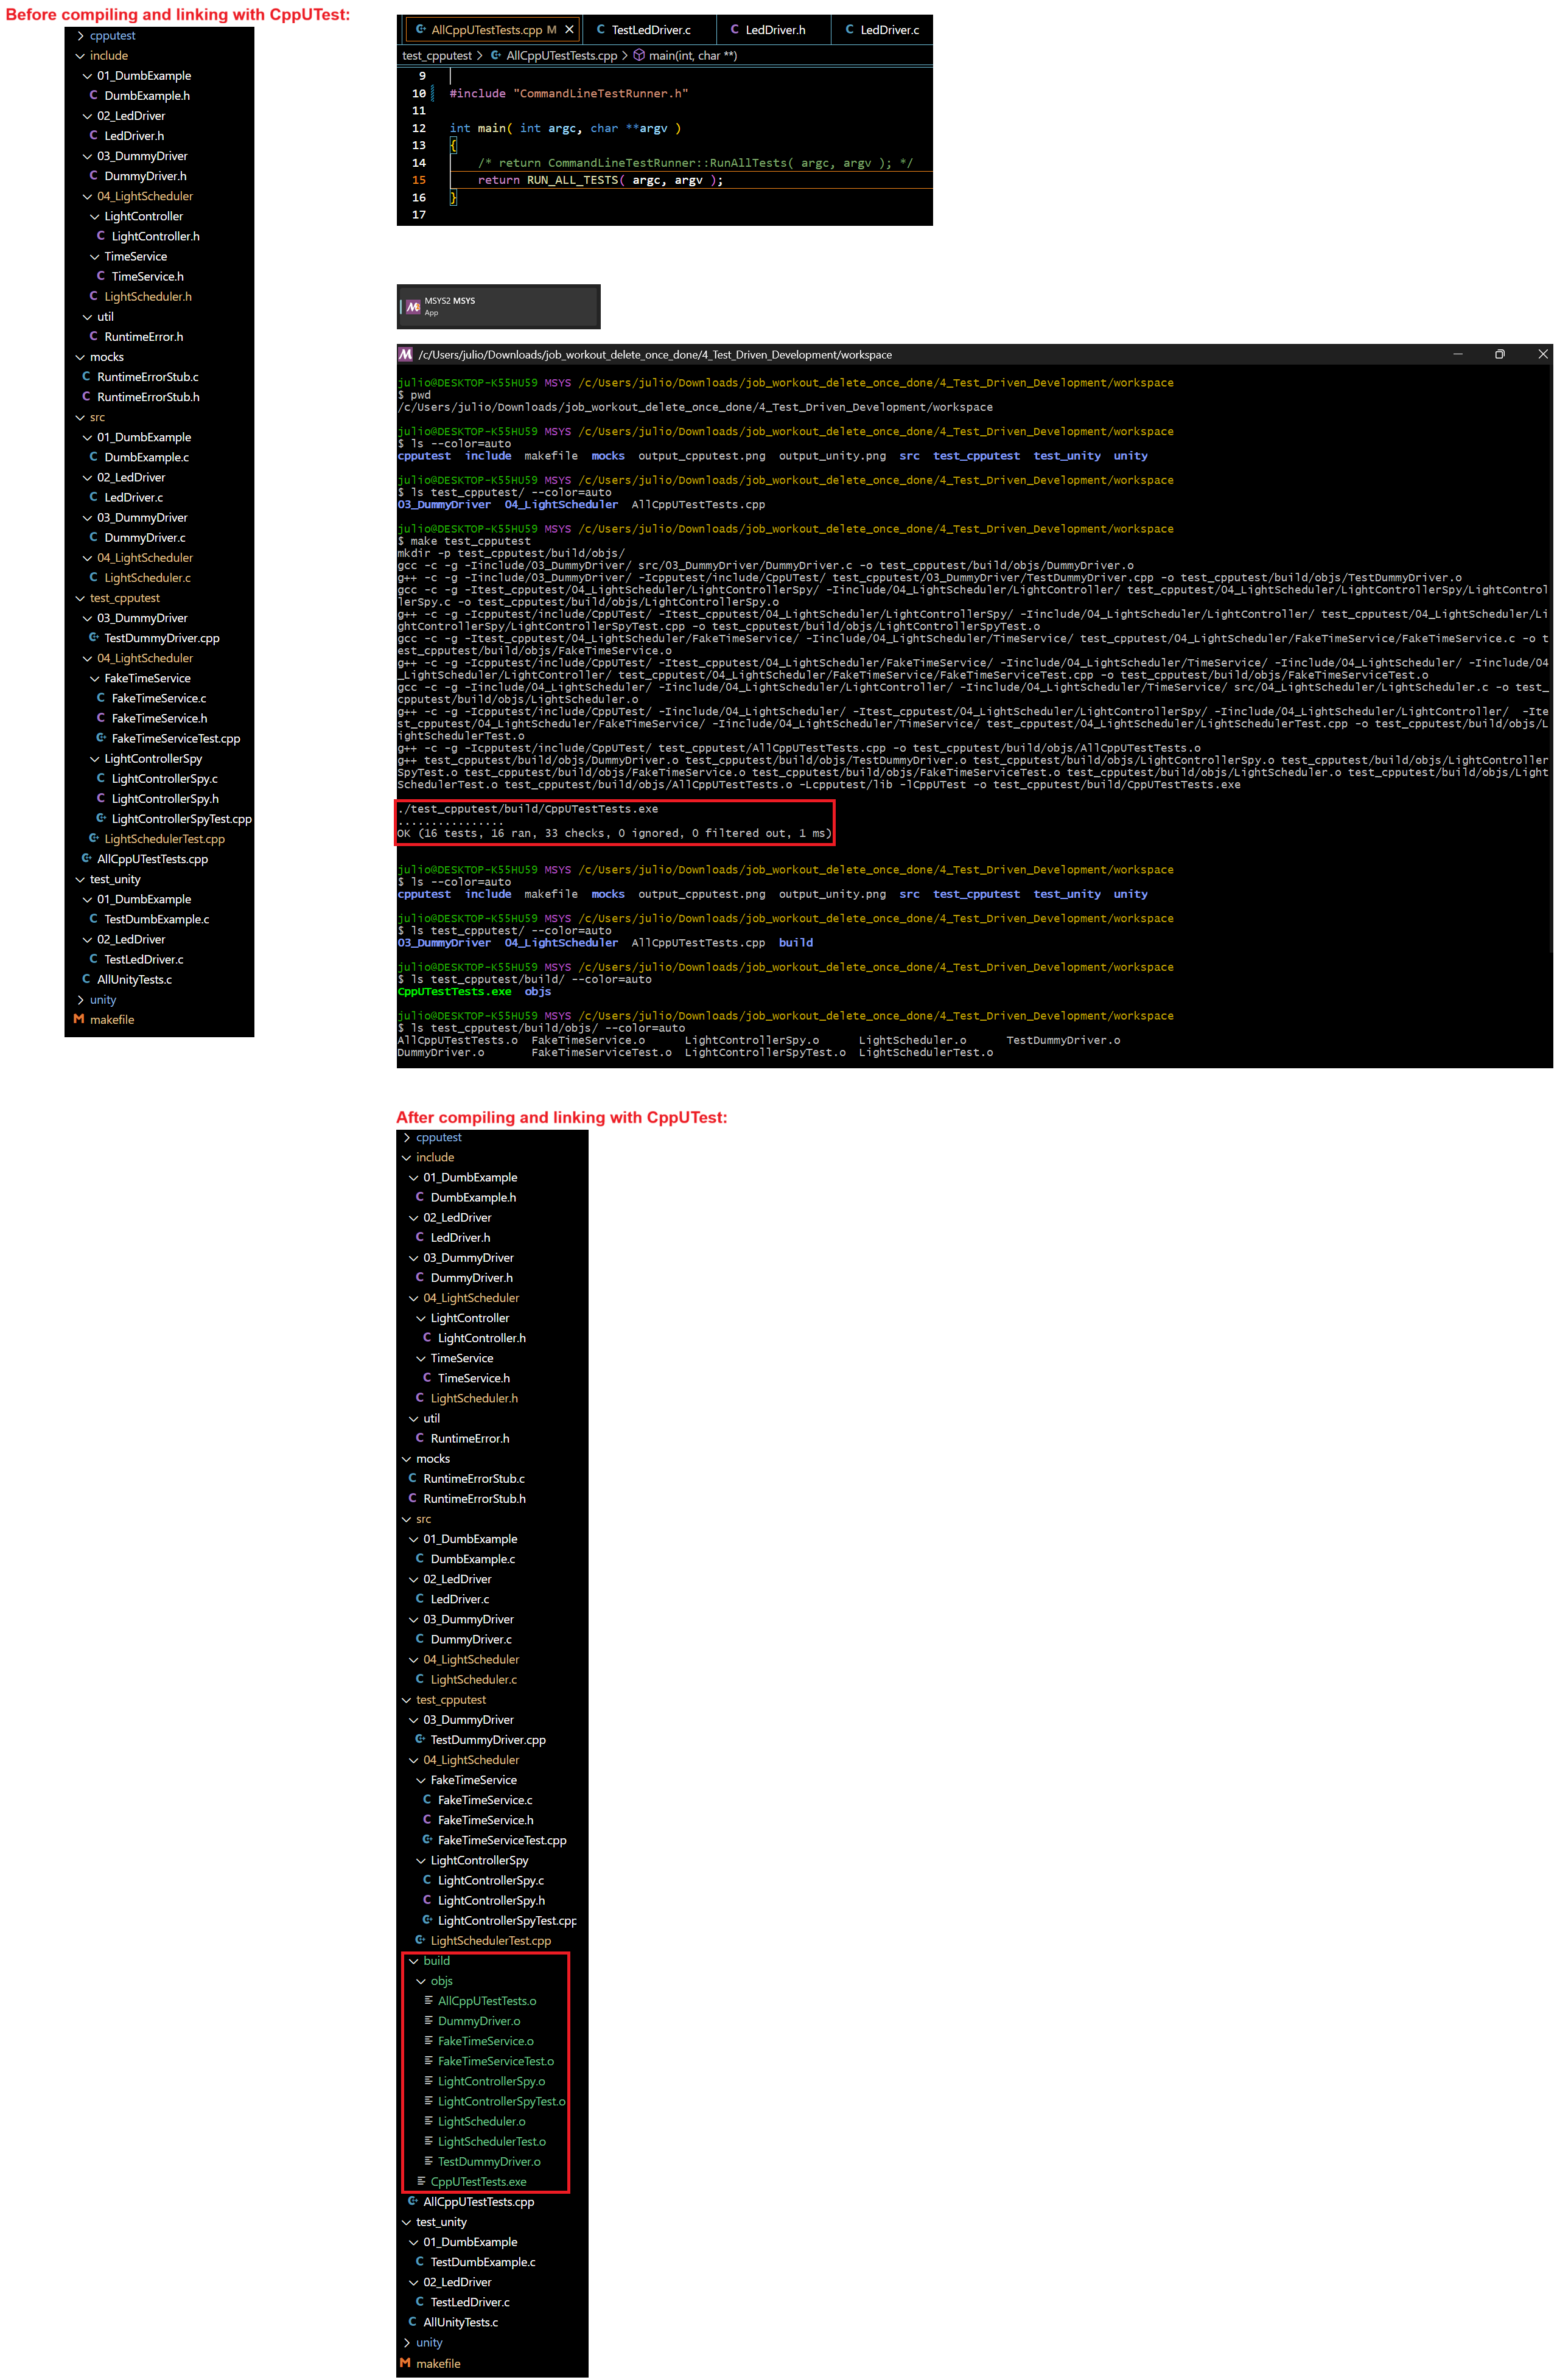 Before compiling and linking with CppUTest:
cpputest
include
01_DumbExample
C DumbExample.h
02_LedDriver
C LedDriver.h
03_DummyDriver
C DummyDriver.h
04_LightScheduler
LightController
C LightController.h
TimeService
C TimeService.h
C LightScheduler.h
util
C RuntimeError.h
mocks
C RuntimeErrorStub.c
C RuntimeErrorStub.h
src
01_DumbExample
C DumbExample.c
02_LedDriver
C LedDriver.c
03_DummyDriver
C DummyDriver.c
04_LightScheduler
C LightScheduler.c
test_cpputest
03_DummyDriver
TestDummyDriver.cpp
04_LightScheduler
FakeTimeService
C FakeTimeService.c
C FakeTimeService.h
FakeTimeServiceTest.cpp
LightControllerSpy
C LightControllerSpy.c
C LightControllerSpy.h
LightControllerSpyTest.cpp
LightSchedulerTest.cpp
AllCppUTestTests.cpp
test_unity
01_DumbExample
C TestDumbExample.c
02_LedDriver
C TestLedDriver.c
C AllUnityTests.c
unity
M makefile
AllCppUTestTests.cpp M C TestLedDriver.c C LedDriver.h C LedDriver.c
test_cpputest > AllCppUTestTests.cpp > main(int, char **)
9
10 #include "CommandLineTestRunner.h"
11
12 int main( int argc, char **argv )
13 {
14 /* return CommandLineTestRunner::RunAllTests( argc, argv ); */
15 return RUN_ALL_TESTS( argc, argv );
16 }
17
MSYS2 MSYS
App
/c/Users/julio/Downloads/job_workout_delete_once_done/4_Test_Driven_Development/workspace
julio@DESKTOP-K55HU59 MSYS /c/Users/julio/Downloads/job_workout_delete_once_done/4_Test_Driven_Development/workspace
$ pwd
/c/Users/julio/Downloads/job_workout_delete_once_done/4_Test_Driven_Development/workspace
julio@DESKTOP-K55HU59 MSYS /c/Users/julio/Downloads/job_workout_delete_once_done/4_Test_Driven_Development/workspace
$ ls --color=auto
cpputest include makefile mocks output_cpputest.png output_unity.png src test_cpputest test_unity unity
julio@DESKTOP-K55HU59 MSYS /c/Users/julio/Downloads/job_workout_delete_once_done/4_Test_Driven_Development/workspace
$ ls test_cpputest/ --color=auto
03_DummyDriver 04_LightScheduler AllCppUTestTests.cpp
julio@DESKTOP-K55HU59 MSYS /c/Users/julio/Downloads/job_workout_delete_once_done/4_Test_Driven_Development/workspace
$ make test_cpputest
mkdir -p test_cpputest/build/objs/
gcc -c -g -Iinclude/03_DummyDriver/ src/03_DummyDriver/DummyDriver.c -o test_cpputest/build/objs/DummyDriver.o
g++ -c -g -Iinclude/03_DummyDriver/ -Icpputest/include/CppUTest/ test_cpputest/03_DummyDriver/TestDummyDriver.cpp -o test_cpputest/build/objs/TestDummyDriver.o
gcc -c -g -Itest_cpputest/04_LightScheduler/LightControllerSpy/ -Iinclude/04_LightScheduler/LightController/ test_cpputest/04_LightScheduler/LightControllerSpy/LightControl
lerSpy.c -o test_cpputest/build/objs/LightControllerSpy.o
g++ -c -g -Icpputest/include/CppUTest/ -Itest_cpputest/04_LightScheduler/LightControllerSpy/ -Iinclude/04_LightScheduler/LightController/ test_cpputest/04_LightScheduler/Li
ghtControllerSpy/LightControllerSpyTest.cpp -o test_cpputest/build/objs/LightControllerSpyTest.o
gcc -c -g -Itest_cpputest/04_LightScheduler/FakeTimeService/ -Iinclude/04_LightScheduler/TimeService/ test_cpputest/04_LightScheduler/FakeTimeService/FakeTimeService.c -o t
est_cpputest/build/objs/FakeTimeService.o
g++ -c -g -Icpputest/include/CppUTest/ -Itest_cpputest/04_LightScheduler/FakeTimeService/ -Iinclude/04_LightScheduler/TimeService/ -Iinclude/04_LightScheduler/ -Iinclude/04
_LightScheduler/LightController/ test_cpputest/04_LightScheduler/FakeTimeService/FakeTimeServiceTest.cpp -o test_cpputest/build/objs/FakeTimeServiceTest.o
gcc -c -g -Iinclude/04_LightScheduler/ -Iinclude/04_LightScheduler/LightController/ -Iinclude/04_LightScheduler/TimeService/ src/04_LightScheduler/LightScheduler.c -o test_
cpputest/build/objs/LightScheduler.o
g++ -c -g -Icpputest/include/CppUTest/ -Iinclude/04_LightScheduler/ -Itest_cpputest/04_LightScheduler/LightControllerSpy/ -Iinclude/04_LightScheduler/LightController/ -Ite
st_cpputest/04_LightScheduler/FakeTimeService/ -Iinclude/04_LightScheduler/TimeService/ test_cpputest/04_LightScheduler/LightSchedulerTest.cpp -o test_cpputest/build/objs/L
ightSchedulerTest.o
g++ -c -g -Icpputest/include/CppUTest/ test_cpputest/AllCppUTestTests.cpp -o test_cpputest/build/objs/AllCppUTestTests.o
g++ test_cpputest/build/objs/DummyDriver.o test_cpputest/build/objs/TestDummyDriver.o test_cpputest/build/objs/LightControllerSpy.o test_cpputest/build/objs/LightController
SpyTest.o test_cpputest/build/objs/FakeTimeService.o test_cpputest/build/objs/FakeTimeServiceTest.o test_cpputest/build/objs/LightScheduler.o test_cpputest/build/objs/Light
SchedulerTest.o test_cpputest/build/objs/AllCppUTestTests.o -Lcpputest/lib -lCppUTest -o test_cpputest/build/CppUTestTests.exe
./test_cpputest/build/CppUTestTests.exe
................
OK (16 tests, 16 ran, 33 checks, 0 ignored, 0 filtered out, 1 ms)
julio@DESKTOP-K55HU59 MSYS /c/Users/julio/Downloads/job_workout_delete_once_done/4_Test_Driven_Development/workspace
$ ls --color=auto
cpputest include makefile mocks output_cpputest.png output_unity.png src test_cpputest test_unity unity
julio@DESKTOP-K55HU59 MSYS /c/Users/julio/Downloads/job_workout_delete_once_done/4_Test_Driven_Development/workspace
$ ls test_cpputest/ --color=auto
03_DummyDriver 04_LightScheduler AllCppUTestTests.cpp build
julio@DESKTOP-K55HU59 MSYS /c/Users/julio/Downloads/job_workout_delete_once_done/4_Test_Driven_Development/workspace
$ ls test_cpputest/build/ --color=auto
CppUTestTests.exe objs
julio@DESKTOP-K55HU59 MSYS /c/Users/julio/Downloads/job_workout_delete_once_done/4_Test_Driven_Development/workspace
$ ls test_cpputest/build/objs/ --color=auto
AllCppUTestTests.o FakeTimeService.o LightControllerSpy.o LightScheduler.o TestDummyDriver.o
DummyDriver.o FakeTimeServiceTest.o LightControllerSpyTest.o LightSchedulerTest.o
After compiling and linking with CppUTest:
cpputest
include
01_DumbExample
C DumbExample.h
02_LedDriver
C LedDriver.h
03_DummyDriver
C DummyDriver.h
04_LightScheduler
LightController
C LightController.h
TimeService
C TimeService.h
C LightScheduler.h
util
C RuntimeError.h
mocks
C RuntimeErrorStub.c
C RuntimeErrorStub.h
src
01_DumbExample
C DumbExample.c
02_LedDriver
C LedDriver.c
03_DummyDriver
C DummyDriver.c
04_LightScheduler
C LightScheduler.c
test_cpputest
03_DummyDriver
TestDummyDriver.cpp
04_LightScheduler
FakeTimeService
C FakeTimeService.c
C FakeTimeService.h
FakeTimeServiceTest.cpp
LightControllerSpy
C LightControllerSpy.c
C LightControllerSpy.h
LightControllerSpyTest.cpp
LightSchedulerTest.cpp
build
objs
AllCppUTestTests.o
DummyDriver.o
FakeTimeService.o
FakeTimeServiceTest.o
LightControllerSpy.o
LightControllerSpyTest.o
LightScheduler.o
LightSchedulerTest.o
TestDummyDriver.o
CppUTestTests.exe
AllCppUTestTests.cpp
test_unity
01_DumbExample
C TestDumbExample.c
02_LedDriver
C TestLedDriver.c
C AllUnityTests.c
unity
M makefile